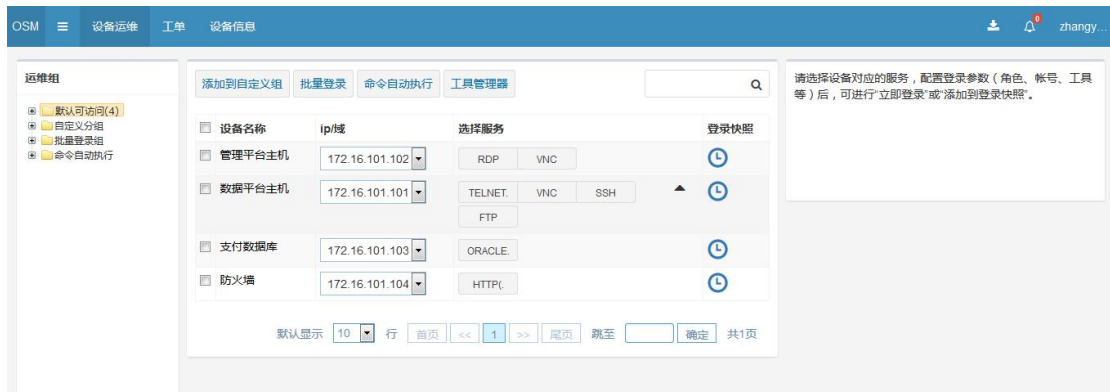 OSM 设备运维 工单 设备信息 0 zhangy...
运维组
默认可访问(4)
自定义分组
批量登录组
命令自动执行
添加到自定义组 批量登录 命令自动执行 工具管理器
设备名称 ip/域 选择服务 登录快照
管理平台主机 172.16.101.102 RDP VNC
数据平台主机 172.16.101.101 TELNET. VNC SSH
FTP
支付数据库 172.16.101.103 ORACLE.
防火墙 172.16.101.104 HTTP(.
默认显示 10 行 首页 << 1 >> 尾页 跳至 确定 共1页
请选择设备对应的服务，配置登录参数（角色、帐号、工具
等）后，可进行“立即登录”或“添加到登录快照”。